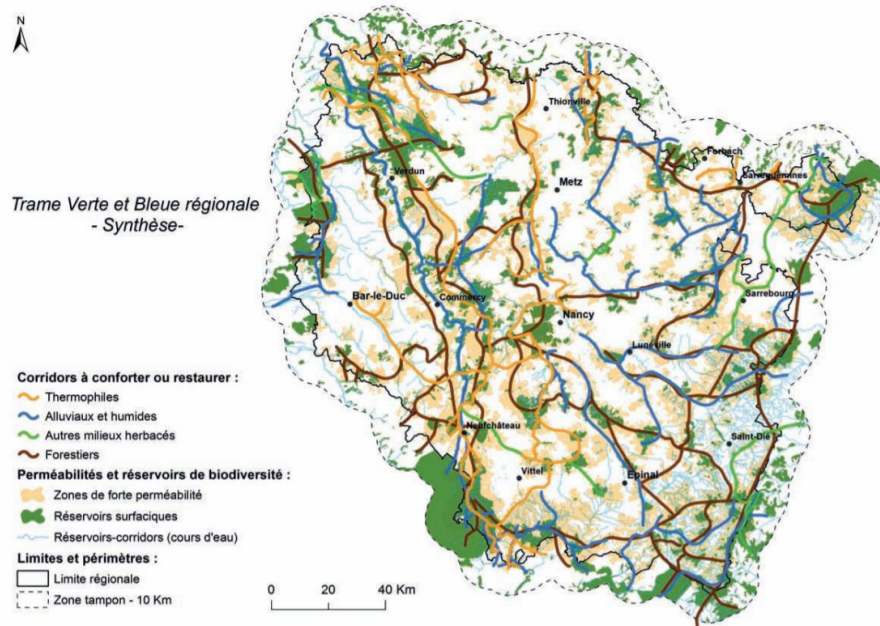 N
Thionville
Forbach
Sarreguemines
Verdun
Metz
Trame Verte et Bleue régionale
- Synthèse-
Bar-le-Duc
Commercy
Sarrebourg
Nancy
Lunéville
Corridors à conforter ou restaurer :
Thermophiles
Alluviaux et humides
Autres milieux herbacés
Forestiers
Neufchâteau
Saint-Dié
Vittel
Epinal
Perméabilités et réservoirs de biodiversité :
Zones de forte perméabilité
Réservoirs surfaciques
Réservoirs-corridors (cours d'eau)
Limites et périmètres :
Limite régionale
Zone tampon - 10 Km
0 20 40 Km